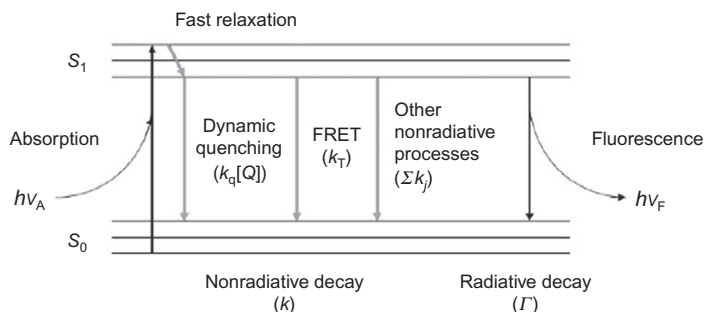 Fast relaxation
S1
Absorption
Dynamic
quenching
(kq[Q])
FRET
(kT)
Other
nonradiative
processes
(Σkj)
Fluorescence
hνA
hνF
S0
Nonradiative decay
(k)
Radiative decay
(Γ)